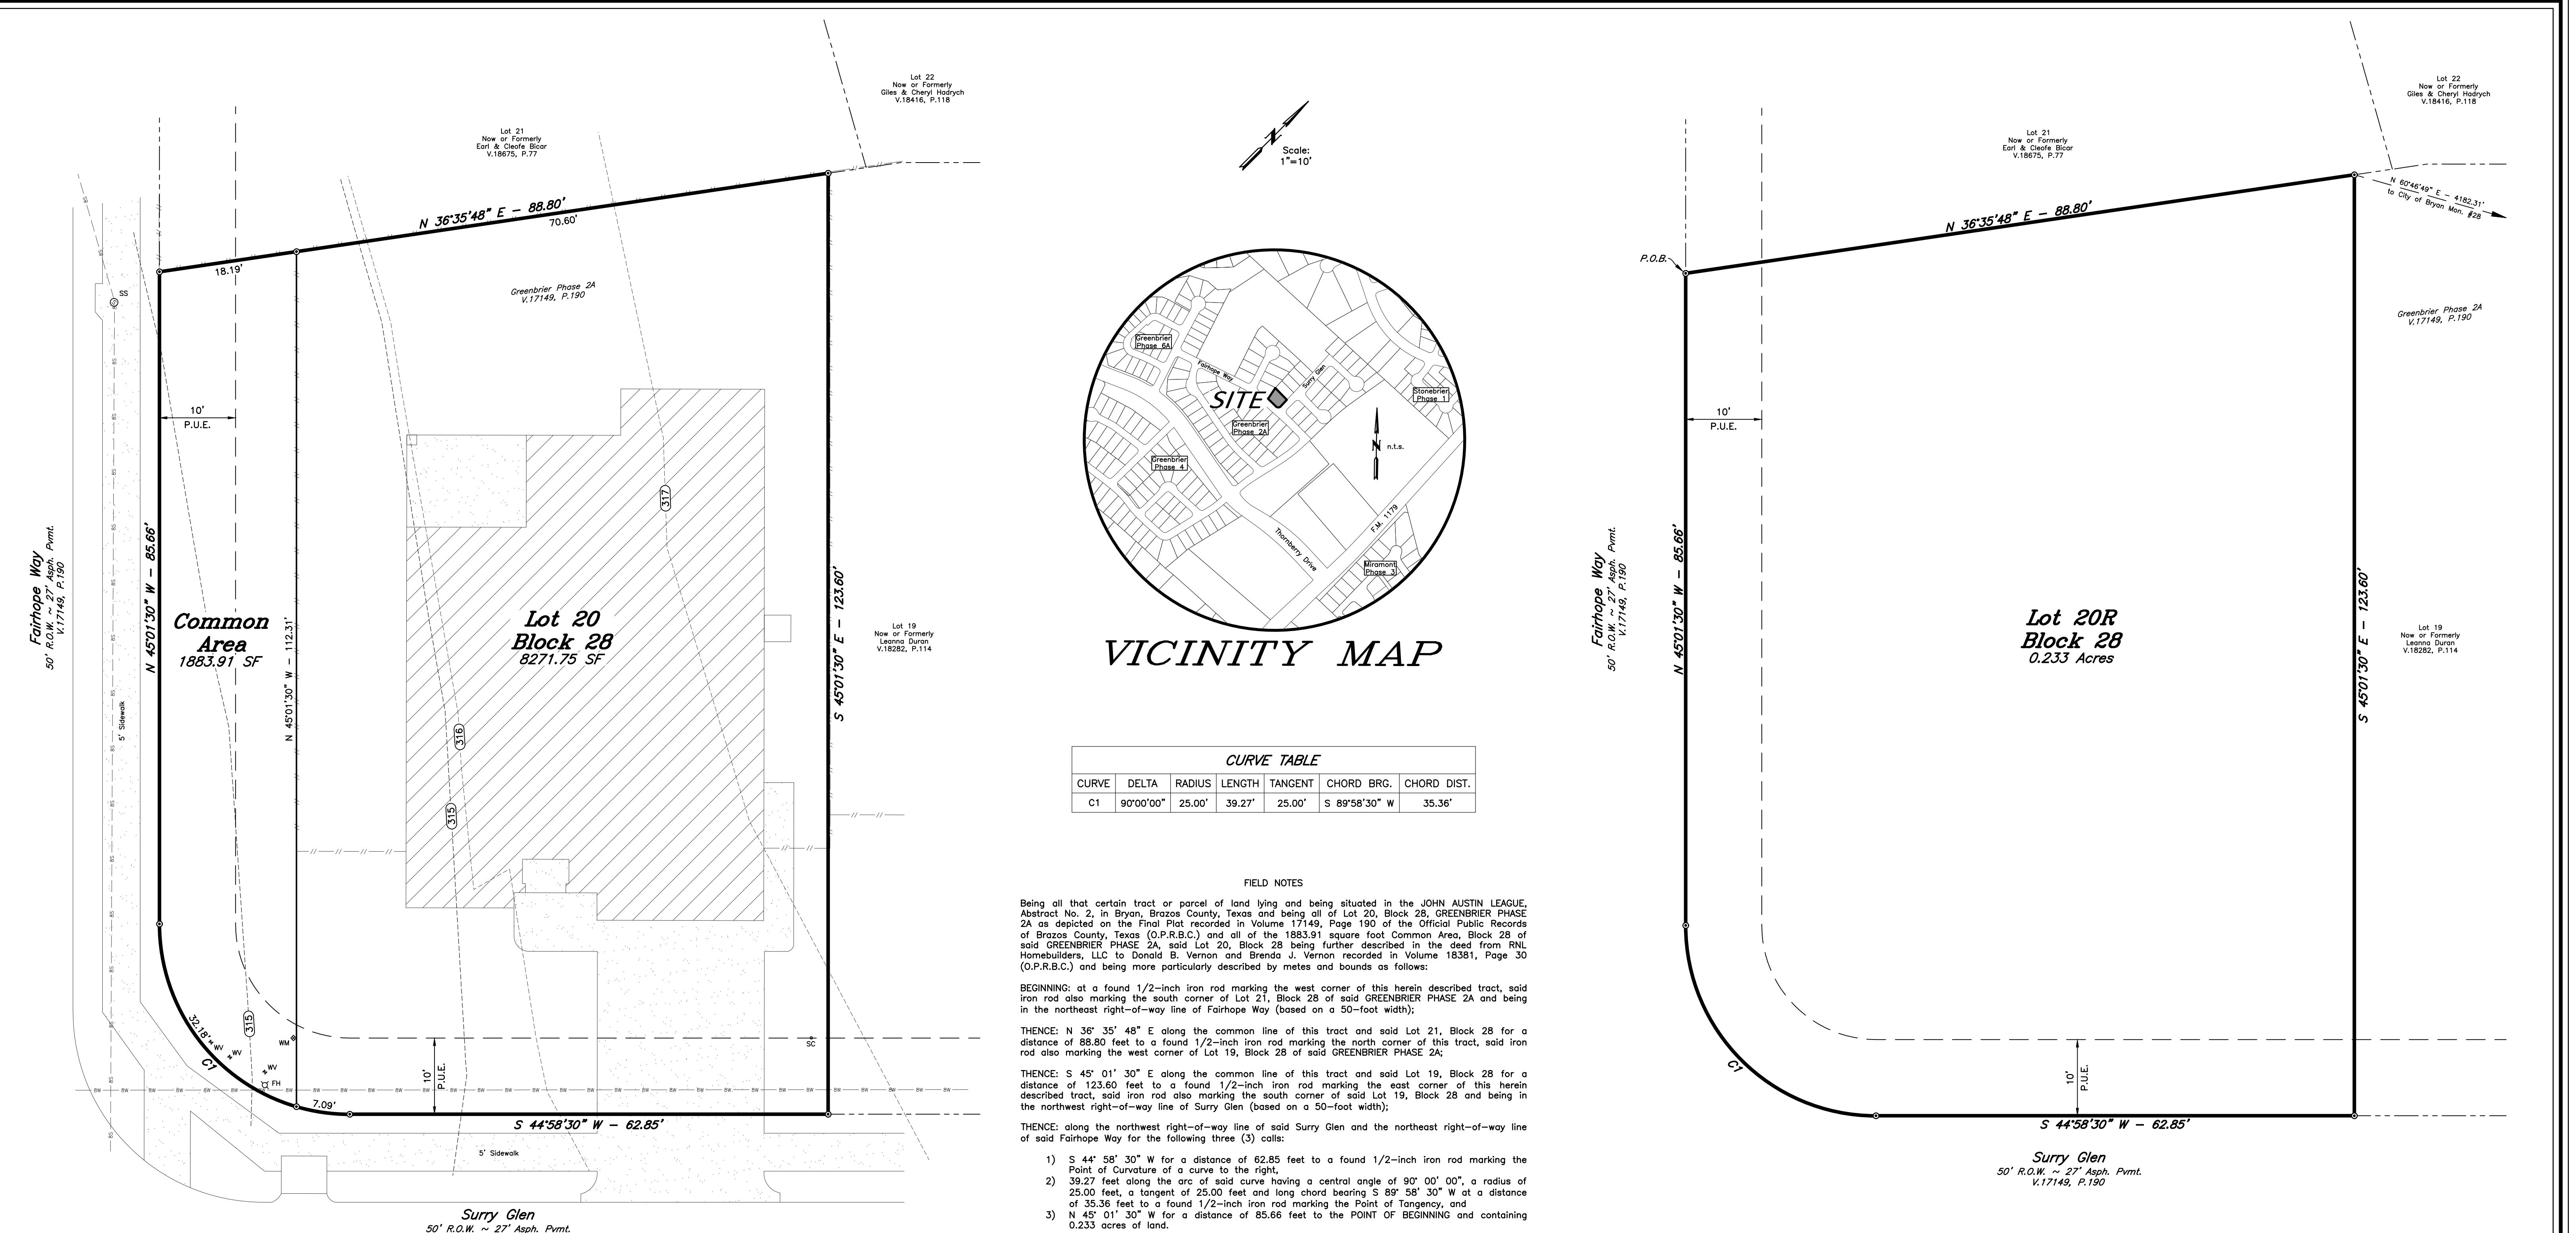 Lot 22
Now or Formerly
Giles & Cheryl Hadrych
V.18416, P.118
Lot 21
Now or Formerly
Earl & Cleofe Bicar
V.18675, P.77
N 36°35'48" E - 88.80'
70.60'
18.19'
Greenbrier Phase 2A
V.17149, P.190
SS
10'
P.U.E.
317
316
315
315
Fairhope Way
50' R.O.W. ~ 27' Asph. Pvmt.
V.17149, P.190
N 45°01'30" W - 85.66'
Common
Area
1883.91 SF
N 45°01'30" W - 112.31'
Lot 20
Block 28
8271.75 SF
S 45°01'30" E - 123.60'
Lot 19
Now or Formerly
Leanna Duran
V.18282, P.114
5' Sidewalk
32.18'
C1
WV
WV
WV
WM
FH
7.09'
10'
P.U.E.
SC
S 44°58'30" W - 62.85'
5' Sidewalk
Surry Glen
50' R.O.W. ~ 27' Asph. Pvmt.
N
Scale:
1"=10'
Greenbrier
Phase 6A
Fairhope Way
Surry Glen
SITE
Stonebrier
Phase 1
Greenbrier
Phase 2A
Greenbrier
Phase 4
N
n.t.s.
F.M. 1179
Thornberry Drive
Miramont
Phase 3
VICINITY MAP
CURVE TABLE
CURVE DELTA RADIUS LENGTH TANGENT CHORD BRG. CHORD DIST.
C1 90°00'00" 25.00' 39.27' 25.00' S 89°58'30" W 35.36'
FIELD NOTES
Being all that certain tract or parcel of land lying and being situated in the JOHN AUSTIN LEAGUE,
Abstract No. 2, in Bryan, Brazos County, Texas and being all of Lot 20, Block 28, GREENBRIER PHASE
2A as depicted on the Final Plat recorded in Volume 17149, Page 190 of the Official Public Records
of Brazos County, Texas (O.P.R.B.C.) and all of the 1883.91 square foot Common Area, Block 28 of
said GREENBRIER PHASE 2A, said Lot 20, Block 28 being further described in the deed from RNL
Homebuilders, LLC to Donald B. Vernon and Brenda J. Vernon recorded in Volume 18381, Page 30
(O.P.R.B.C.) and being more particularly described by metes and bounds as follows:
BEGINNING: at a found 1/2-inch iron rod marking the west corner of this herein described tract, said
iron rod also marking the south corner of Lot 21, Block 28 of said GREENBRIER PHASE 2A and being
in the northeast right-of-way line of Fairhope Way (based on a 50-foot width);
THENCE: N 36° 35' 48" E along the common line of this tract and said Lot 21, Block 28 for a
distance of 88.80 feet to a found 1/2-inch iron rod marking the north corner of this tract, said iron
rod also marking the west corner of Lot 19, Block 28 of said GREENBRIER PHASE 2A;
THENCE: S 45° 01' 30" E along the common line of this tract and said Lot 19, Block 28 for a
distance of 123.60 feet to a found 1/2-inch iron rod marking the east corner of this herein
described tract, said iron rod also marking the south corner of said Lot 19, Block 28 and being in
the northwest right-of-way line of Surry Glen (based on a 50-foot width);
THENCE: along the northwest right-of-way line of said Surry Glen and the northeast right-of-way line
of said Fairhope Way for the following three (3) calls:
1) S 44° 58' 30" W for a distance of 62.85 feet to a found 1/2-inch iron rod marking the
Point of Curvature of a curve to the right,
2) 39.27 feet along the arc of said curve having a central angle of 90° 00' 00", a radius of
25.00 feet, a tangent of 25.00 feet and long chord bearing S 89° 58' 30" W at a distance
of 35.36 feet to a found 1/2-inch iron rod marking the Point of Tangency, and
3) N 45° 01' 30" W for a distance of 85.66 feet to the POINT OF BEGINNING and containing
0.233 acres of land.
Lot 22
Now or Formerly
Giles & Cheryl Hadrych
V.18416, P.118
Lot 21
Now or Formerly
Earl & Cleofe Bicar
V.18675, P.77
N 60°46'49" E - 4182.31'
to City of Bryan Mon. #28
N 36°35'48" E - 88.80'
P.O.B.
Greenbrier Phase 2A
V.17149, P.190
10'
P.U.E.
Fairhope Way
50' R.O.W. ~ 27' Asph. Pvmt.
V.17149, P.190
N 45°01'30" W - 85.66'
Lot 20R
Block 28
0.233 Acres
S 45°01'30" E - 123.60'
Lot 19
Now or Formerly
Leanna Duran
V.18282, P.114
C1
10'
P.U.E.
S 44°58'30" W - 62.85'
Surry Glen
50' R.O.W. ~ 27' Asph. Pvmt.
V.17149, P.190